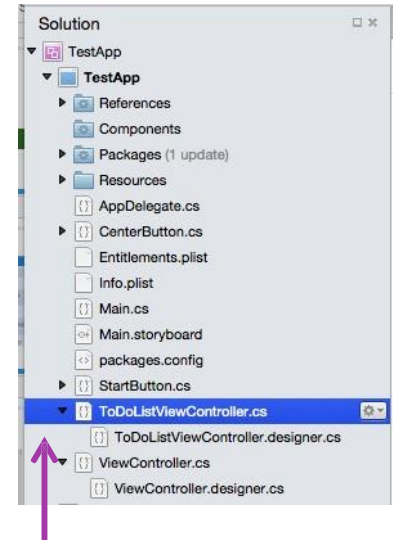 Solution
TestApp
TestApp
References
Components
Packages (1 update)
Resources
AppDelegate.cs
CenterButton.cs
Entitlements.plist
Info.plist
Main.cs
Main.storyboard
packages.config
StartButton.cs
ToDoListViewController.cs
ToDoListViewController.designer.cs
ViewController.cs
ViewController.designer.cs